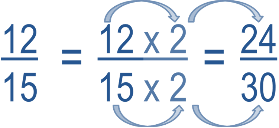 12/15 = 12 x 2/15 x 2 = 24/30